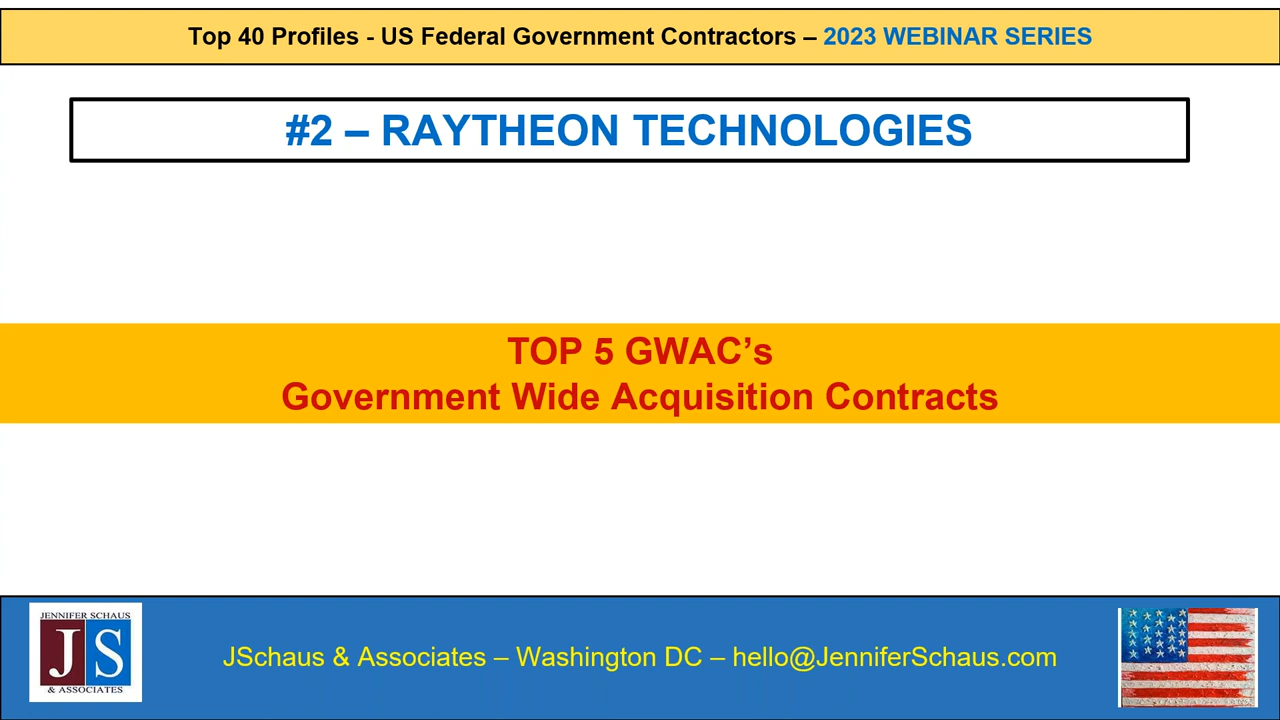 Top 40 Profiles - US Federal Government Contractors – 2023 WEBINAR SERIES
#2 – RAYTHEON TECHNOLOGIES
TOP 5 GWAC’s
Government Wide Acquisition Contracts
JENNIFER SCHAUS
JS
& ASSOCIATES
JSchaus & Associates – Washington DC – hello@JenniferSchaus.com